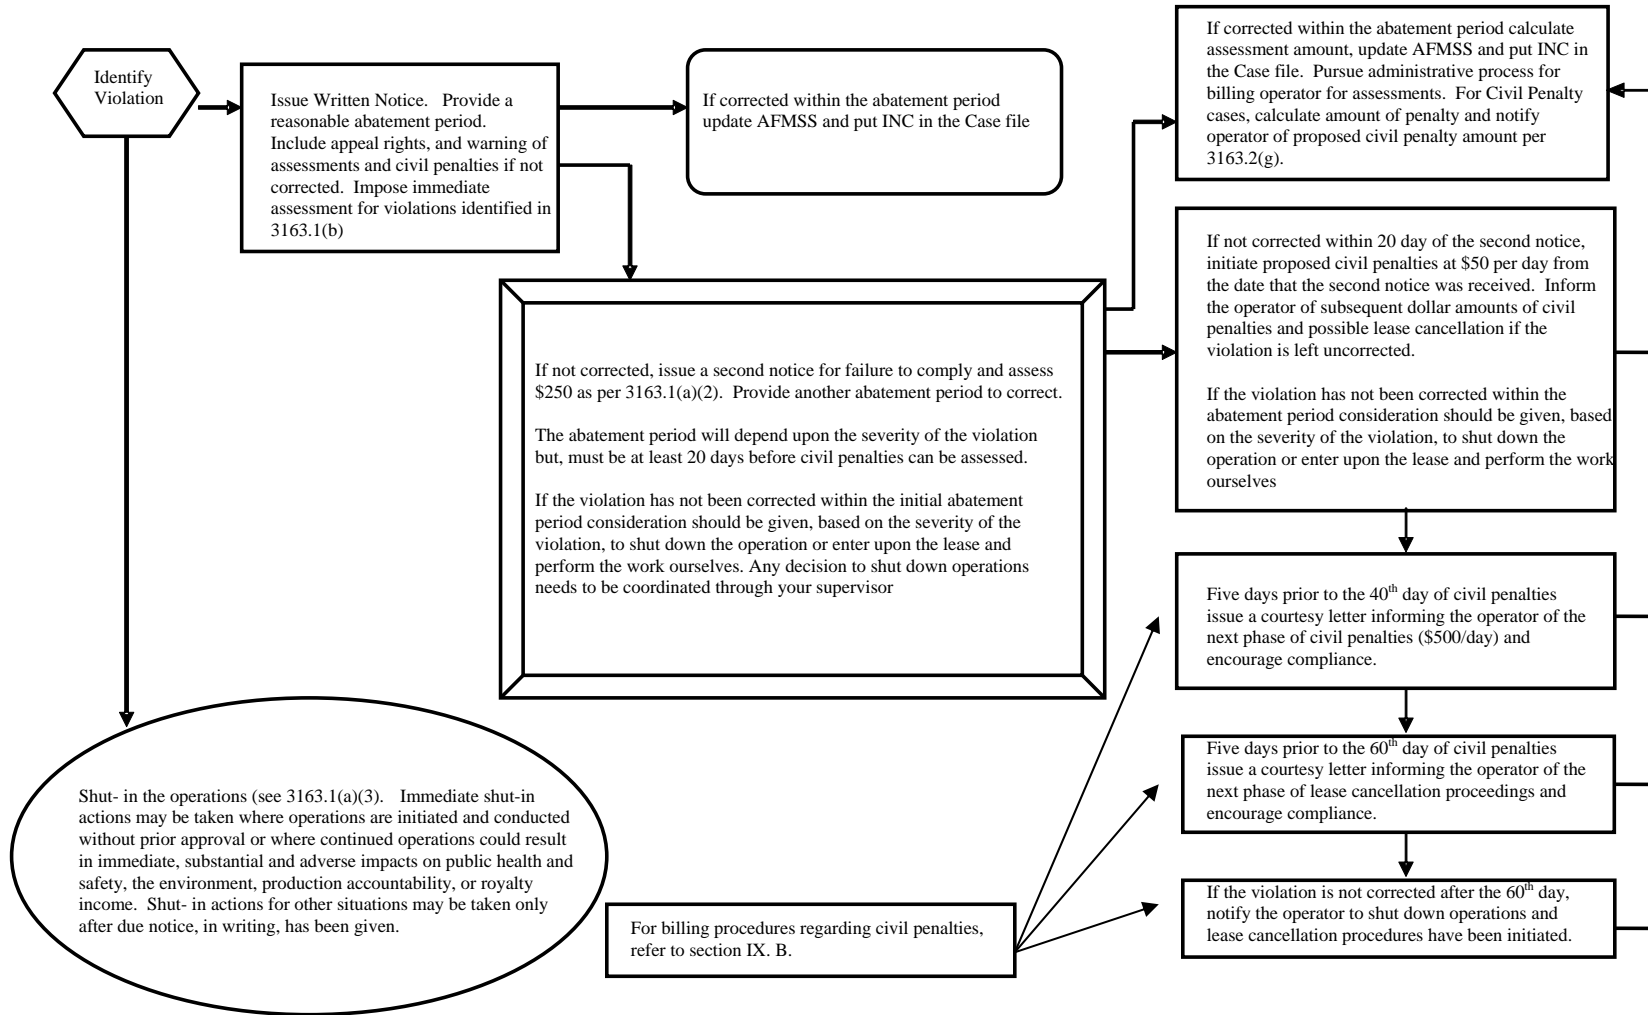 Identify
Violation
Issue Written Notice.   Provide a
reasonable abatement period.
Include appeal rights, and warning of
assessments and civil penalties if not
corrected.  Impose immediate
assessment for violations identified in
3163.1(b)
If corrected within the abatement period
update AFMSS and put INC in the Case file
If corrected within the abatement period calculate
assessment amount, update AFMSS and put INC in
the Case file.  Pursue administrative process for
billing operator for assessments.  For Civil Penalty
cases, calculate amount of penalty and notify
operator of proposed civil penalty amount per
3163.2(g).
If not corrected, issue a second notice for failure to comply and assess
$250 as per 3163.1(a)(2).  Provide another abatement period to correct.
The abatement period will depend upon the severity of the violation
but, must be at least 20 days before civil penalties can be assessed.
If the violation has not been corrected within the initial abatement
period consideration should be given, based on the severity of the
violation, to shut down the operation or enter upon the lease and
perform the work ourselves. Any decision to shut down operations
needs to be coordinated through your supervisor
If not corrected within 20 day of the second notice,
initiate proposed civil penalties at $50 per day from
the date that the second notice was received.  Inform
the operator of subsequent dollar amounts of civil
penalties and possible lease cancellation if the
violation is left uncorrected.
If the violation has not been corrected within the
abatement period consideration should be given, based
on the severity of the violation, to shut down the
operation or enter upon the lease and perform the work
ourselves
Five days prior to the 40th day of civil penalties
issue a courtesy letter informing the operator of the
next phase of civil penalties ($500/day) and
encourage compliance.
Five days prior to the 60th day of civil penalties
issue a courtesy letter informing the operator of the
next phase of lease cancellation proceedings and
encourage compliance.
If the violation is not corrected after the 60th day,
notify the operator to shut down operations and
lease cancellation procedures have been initiated.
Shut- in the operations (see 3163.1(a)(3).   Immediate shut-in
actions may be taken where operations are initiated and conducted
without prior approval or where continued operations could result
in immediate, substantial and adverse impacts on public health and
safety, the environment, production accountability, or royalty
income.  Shut- in actions for other situations may be taken only
after due notice, in writing, has been given.
For billing procedures regarding civil penalties,
refer to section IX. B.